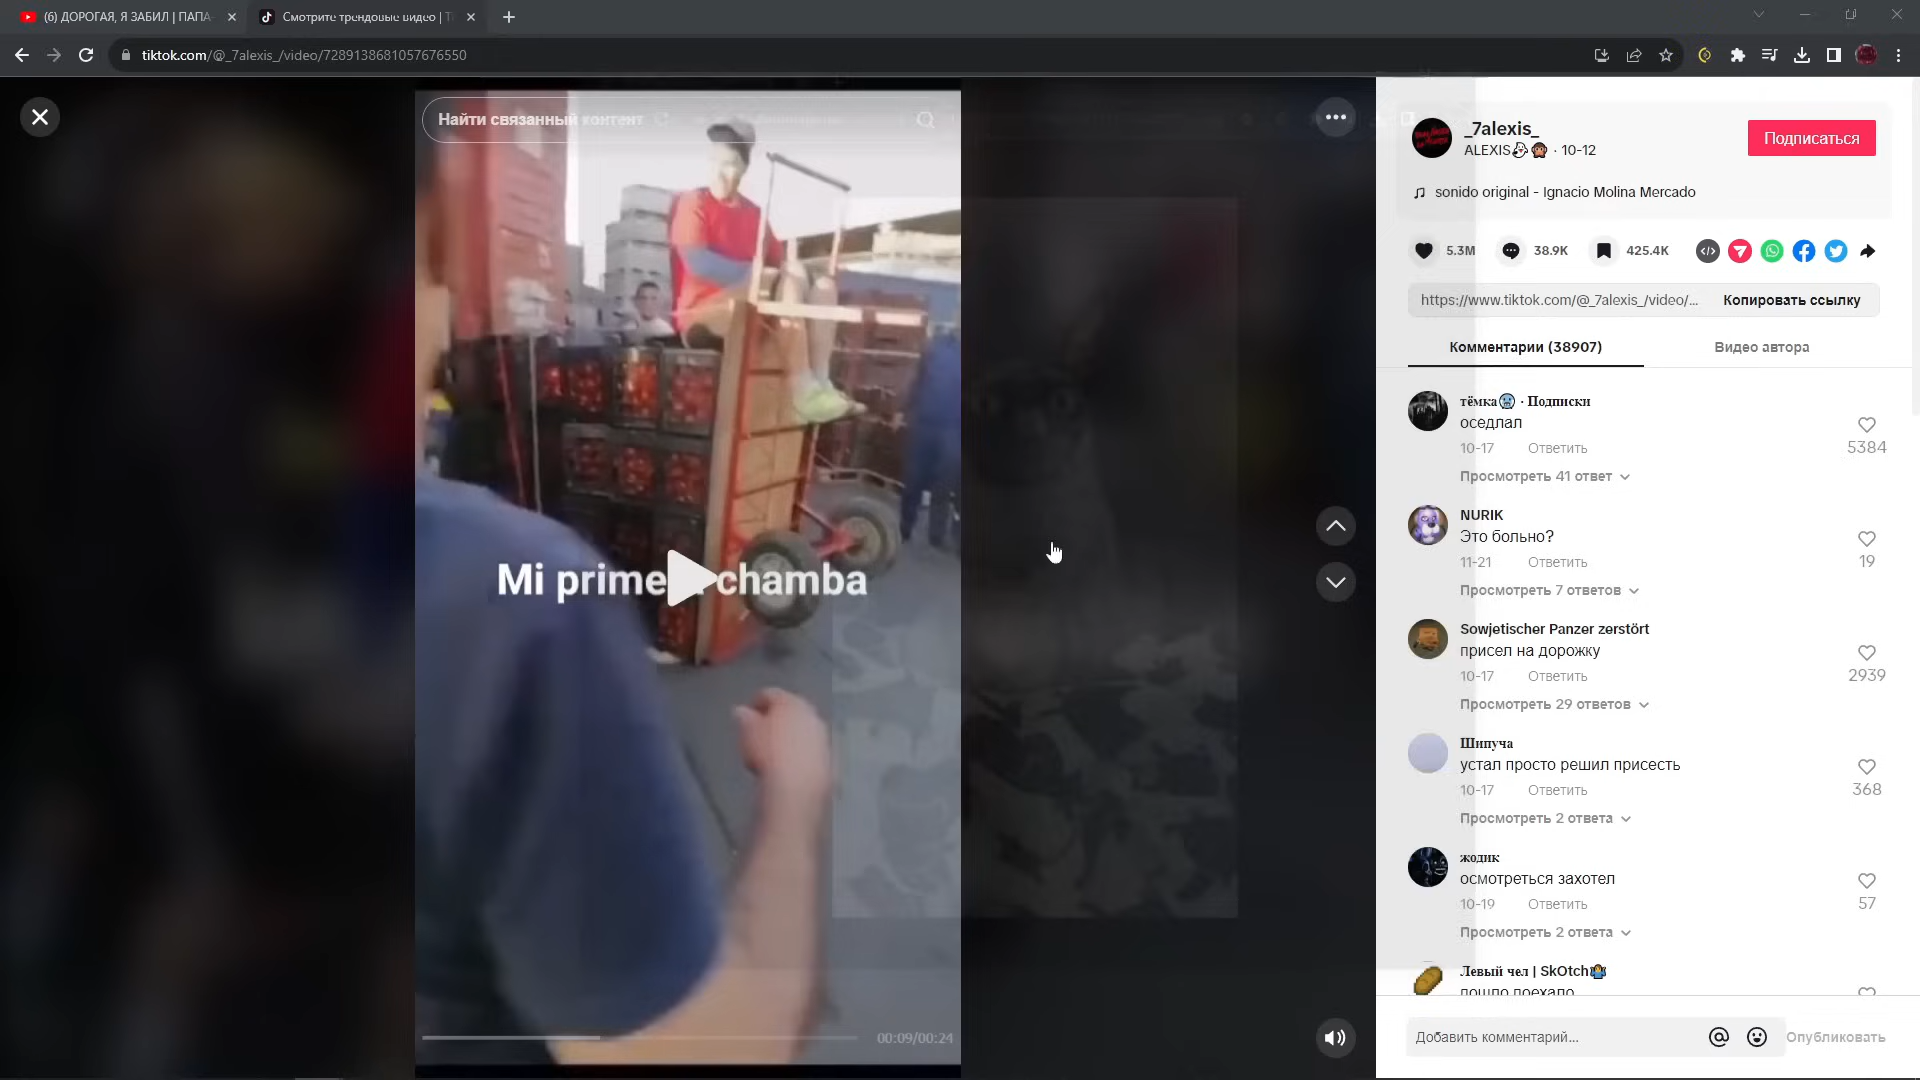 (6) ДОРОГАЯ, Я ЗАБИЛ | ПАПА-
Смотрите трендовые видео | Ti
tiktok.com/@_7alexis_/video/7289138681057676550
Найти связанный контент
Mi primera chamba
00:09/00:24
_7alexis_
ALEXIS👻🙊 · 10-12
Подписаться
sonido original - Ignacio Molina Mercado
5.3M
38.9K
425.4K
https://www.tiktok.com/@_7alexis_/video/...
Копировать ссылку
Комментарии (38907)
Видео автора
тёмка🥶 · Подписки
оседлал
10-17 Ответить
5384
Просмотреть 41 ответ
NURIK
Это больно?
11-21 Ответить
19
Просмотреть 7 ответов
Sowjetischer Panzer zerstört
присел на дорожку
10-17 Ответить
2939
Просмотреть 29 ответов
Шипуча
устал просто решил присесть
10-17 Ответить
368
Просмотреть 2 ответа
жодик
осмотреться захотел
10-19 Ответить
57
Просмотреть 2 ответа
Левый чел | SkOtch🤷‍♂️
пошло поехало
Добавить комментарий...
Опубликовать